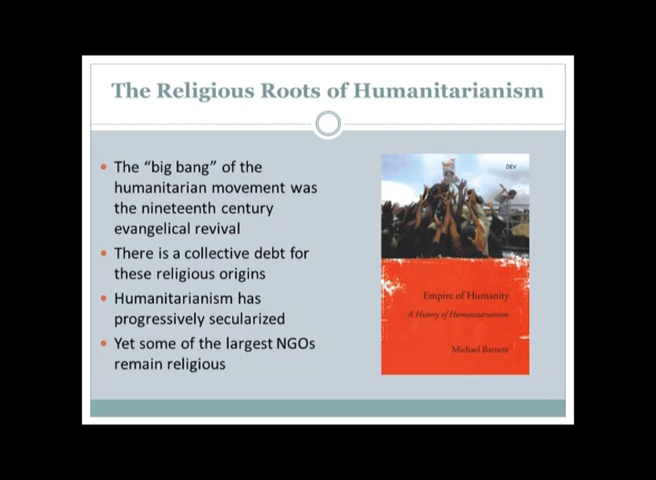 The Religious Roots of Humanitarianism
• The “big bang” of the
humanitarian movement was
the nineteenth century
evangelical revival
• There is a collective debt for
these religious origins
• Humanitarianism has
progressively secularized
• Yet some of the largest NGOs
remain religious
DEV
Empire of Humanity
A History of Humanitarianism
Michael Barnett